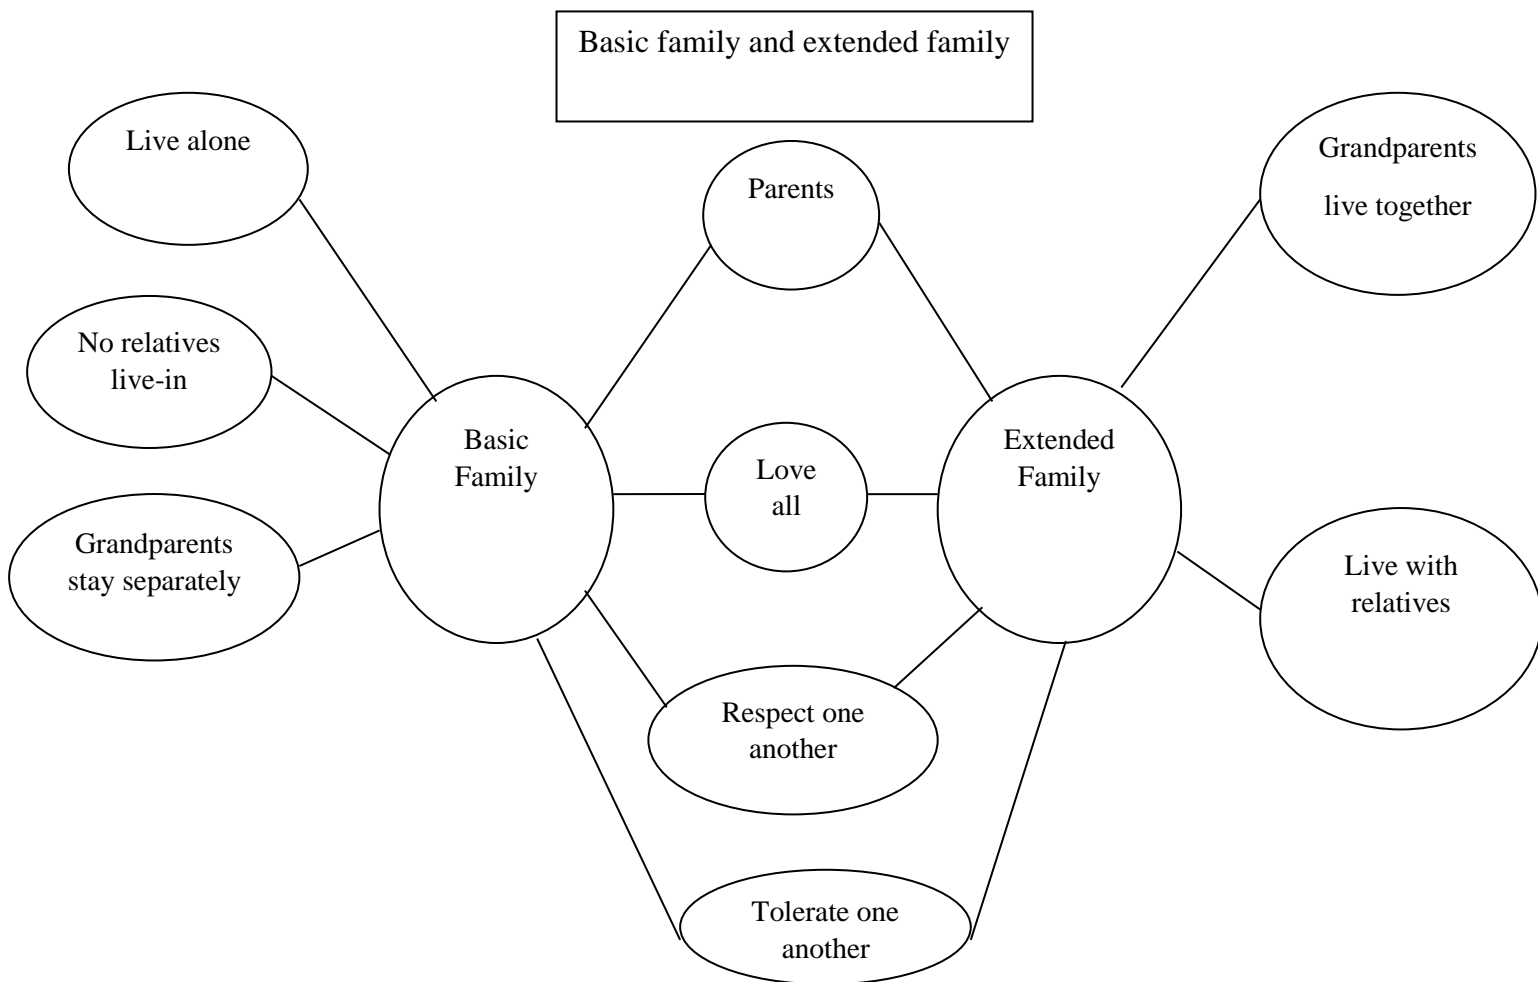 Basic family and extended family
Live alone
Parents
Grandparents
live together
No relatives
live-in
Basic
Family
Love
all
Extended
Family
Grandparents
stay separately
Live with
relatives
Respect one
another
Tolerate one
another